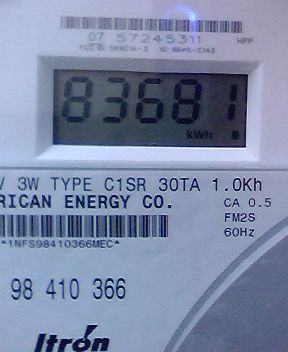 07 57245311 NPP
83681
kWh
V 3W TYPE C1SR 30TA 1.0Kh
RICAN ENERGY CO. CA 0.5
FM2S
*1NFS98410366MEC* 60Hz
98 410 366
Itron